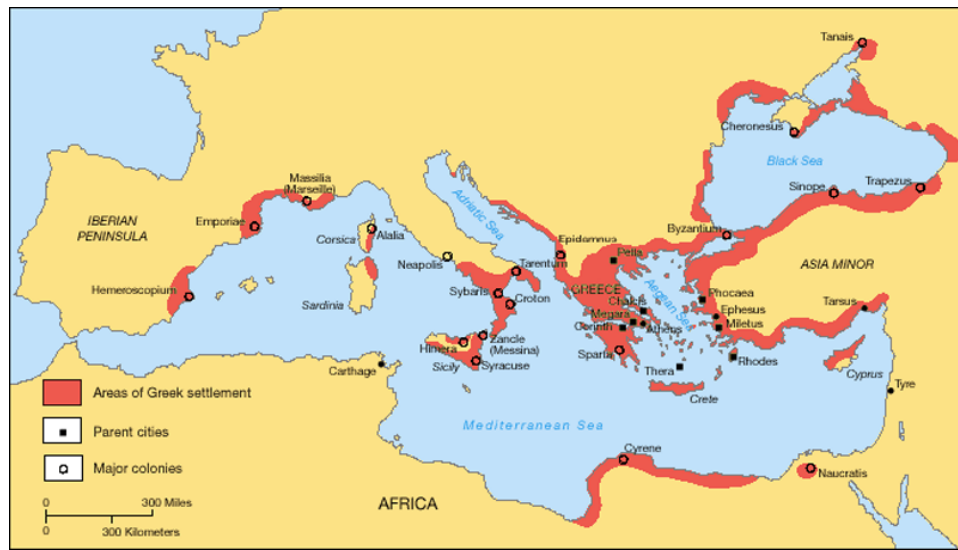 Tanais
Cheronesus
Black Sea
Massilia
(Marseille)
Sinope
Trapezus
IBERIAN
PENINSULA
Emporiae
Adriatic Sea
Corsica
Alalia
Byzantium
Epidamnus
Neapolis
Tarentum
Pella
ASIA MINOR
Hemeroscopium
Sardinia
Sybaris
Croton
GREECE
Aegean Sea
Phocaea
Chalcis
Ephesus
Tarsus
Megara
Miletus
Corinth
Athens
Himera
Zancle
(Messina)
Sicily
Syracuse
Sparta
Rhodes
Carthage
Thera
Cyprus
Tyre
Crete
Areas of Greek settlement
Parent cities
Mediterranean Sea
Major colonies
Cyrene
Naucratis
0 300 Miles
0 300 Kilometers
AFRICA